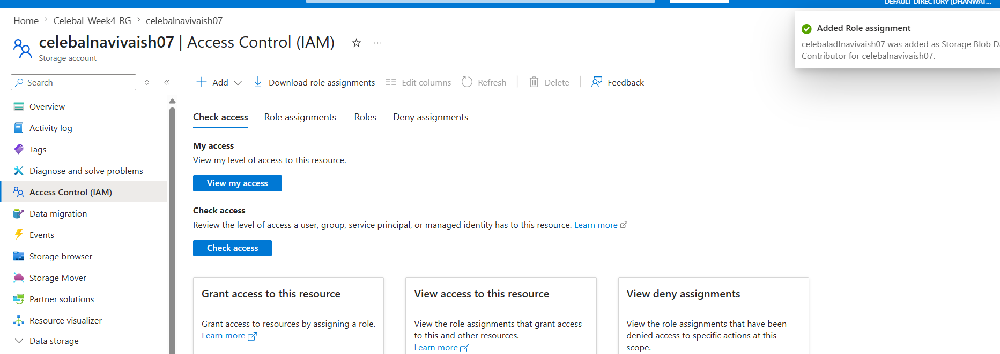 DEFAULT DIRECTORY (DHANWAT...
Home > Celebal-Week4-RG > celebalnavivaish07
celebalnavivaish07 | Access Control (IAM) ☆ ...
Storage account
Added Role assignment
celebaladfnavivaish07 was added as Storage Blob D
Contributor for celebalnavivaish07.
Search
Add
Download role assignments
Edit columns
Refresh
Delete
Feedback
Overview
Activity log
Tags
Diagnose and solve problems
Access Control (IAM)
Data migration
Events
Storage browser
Storage Mover
Partner solutions
Resource visualizer
Data storage
Check access
Role assignments
Roles
Deny assignments
My access
View my level of access to this resource.
View my access
Check access
Review the level of access a user, group, service principal, or managed identity has to this resource. Learn more
Check access
Grant access to this resource
Grant access to resources by assigning a role.
Learn more
View access to this resource
View the role assignments that grant access
to this and other resources.
Learn more
View deny assignments
View the role assignments that have been
denied access to specific actions at this
scope.